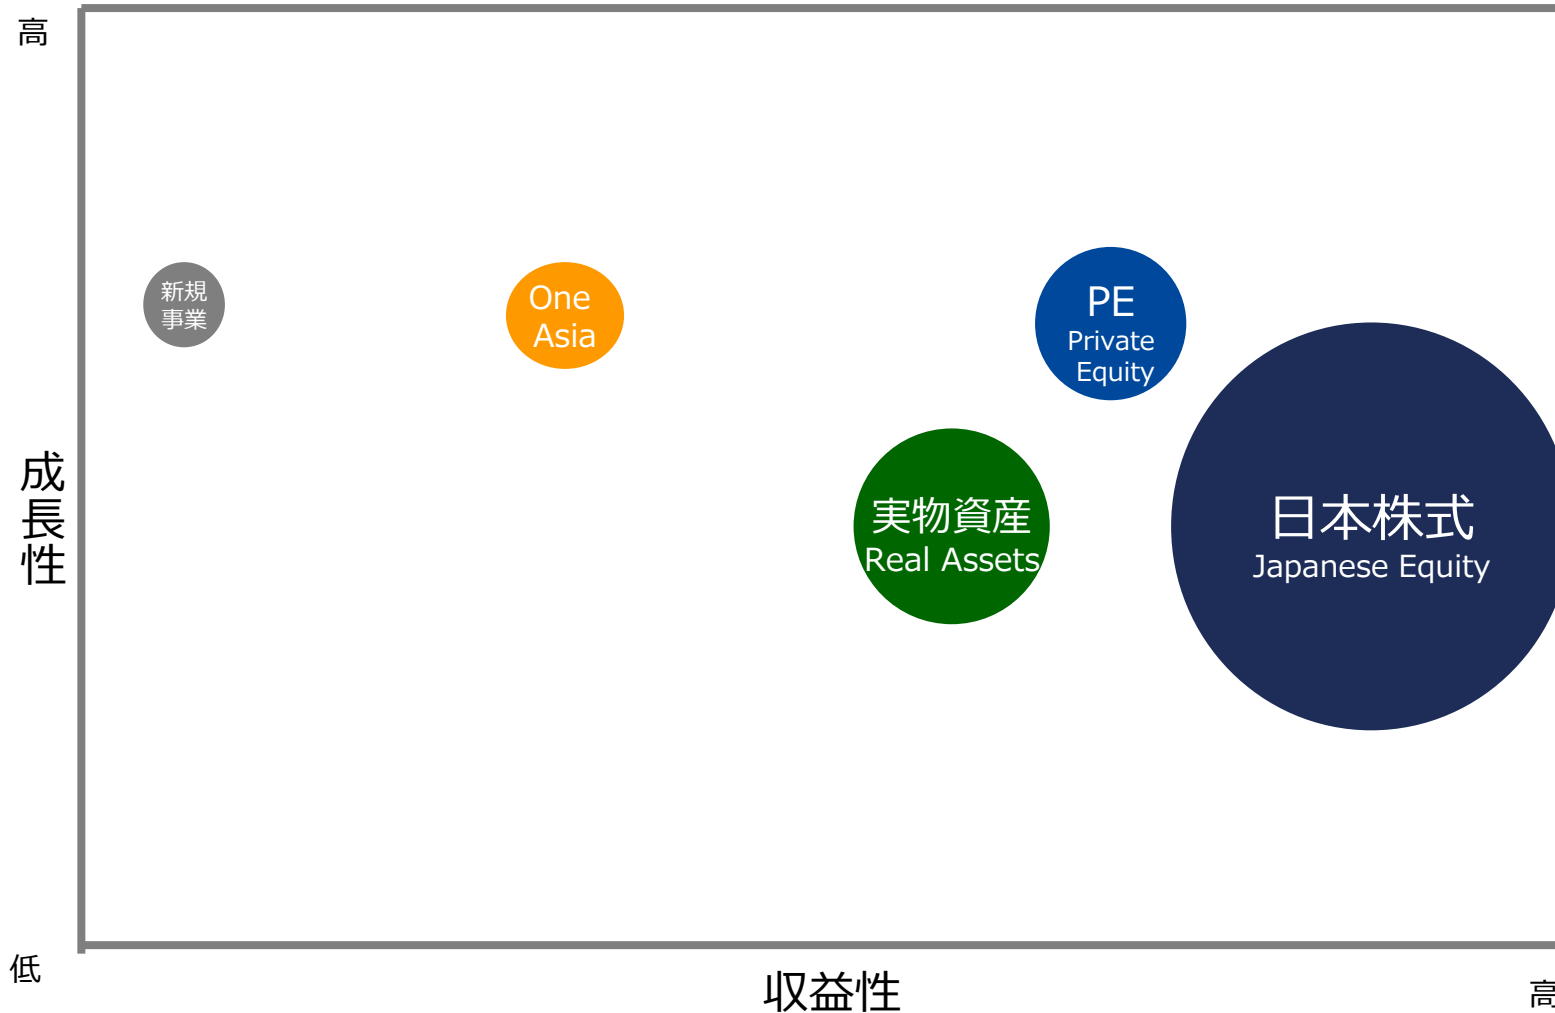 高
新規
事業
One
Asia
PE
Private
Equity
成長性
実物資産
Real Assets
日本株式
Japanese Equity
低
収益性
高